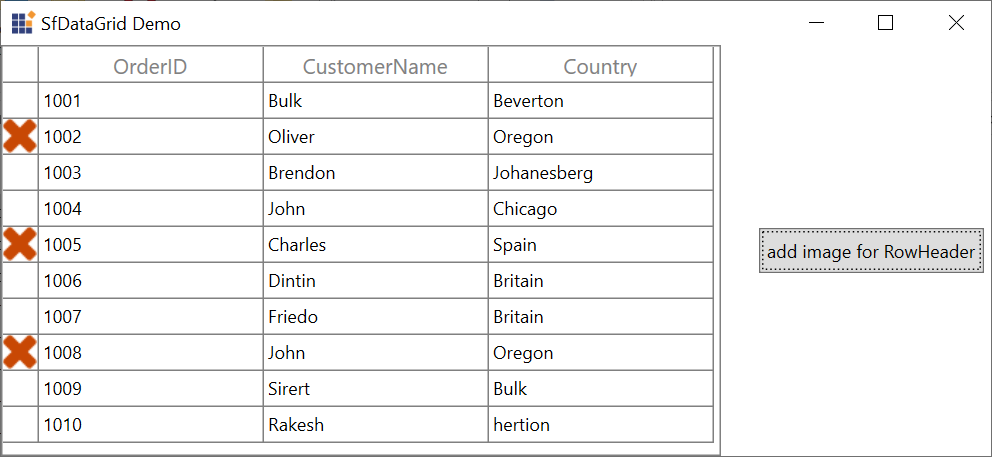 SfDataGrid Demo
OrderID CustomerName Country
1001 Bulk Beverton
1002 Oliver Oregon
1003 Brendon Johanesberg
1004 John Chicago
1005 Charles Spain
add image for RowHeader
1006 Dintin Britain
1007 Friedo Britain
1008 John Oregon
1009 Sirert Bulk
1010 Rakesh hertion